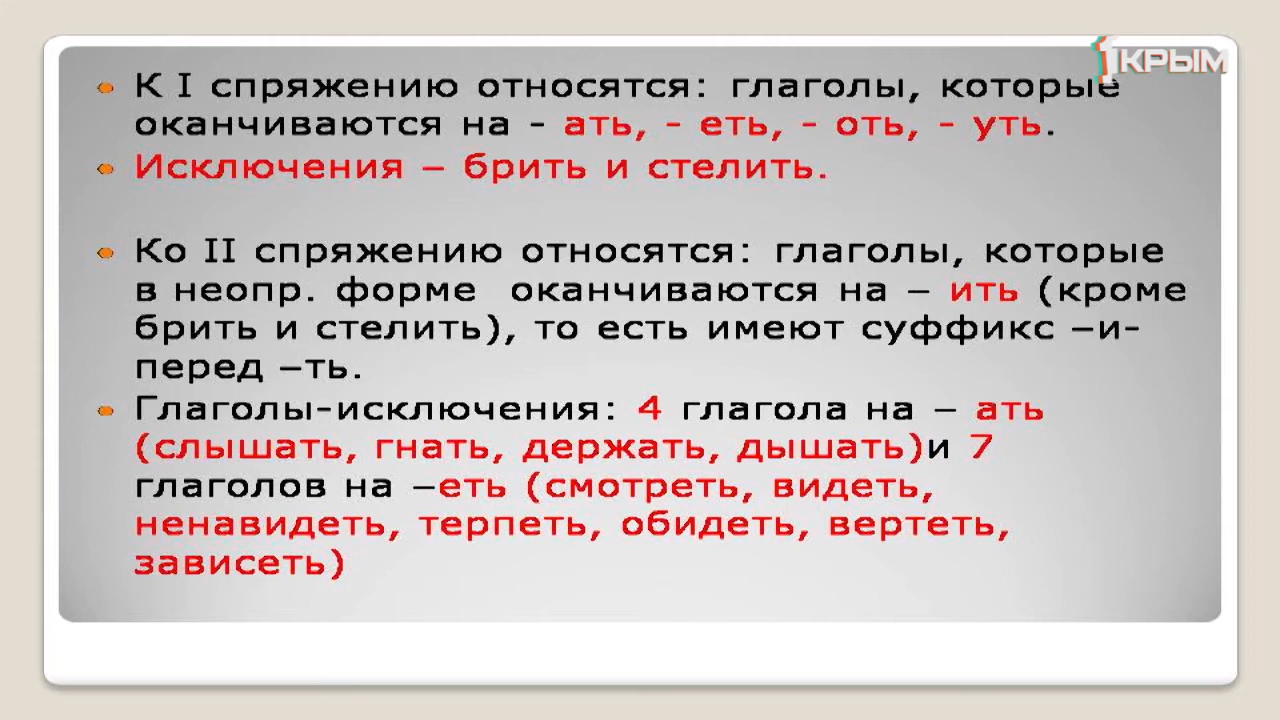 1КРЫМ
К I спряжению относятся: глаголы, которые
оканчиваются на - ать, - еть, - оть, - уть.
Исключения – брить и стелить.
Ко II спряжению относятся: глаголы, которые
в неопр. форме оканчиваются на – ить (кроме
брить и стелить), то есть имеют суффикс –и-
перед –ть.
Глаголы-исключения: 4 глагола на – ать
(слышать, гнать, держать, дышать)и 7
глаголов на –еть (смотреть, видеть,
ненавидеть, терпеть, обидеть, вертеть,
зависеть)